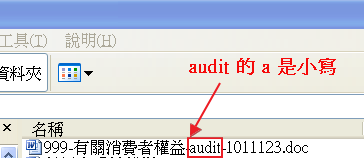 工具(T) 說明(H)
資料夾
audit 的 a 是小寫
名稱
999-有關消費者權益-audit-1011123.doc